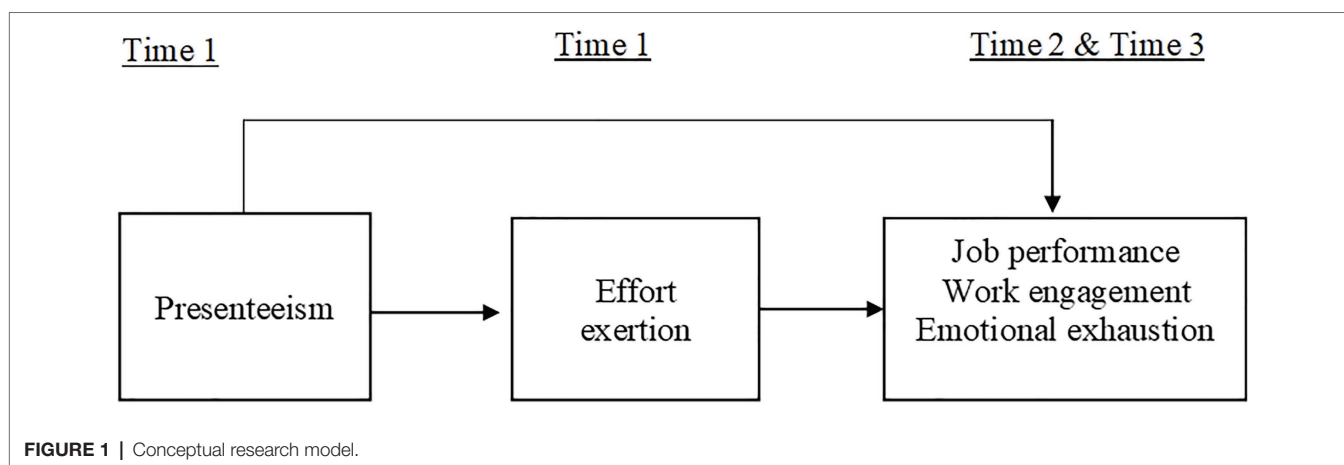 Time 1
Time 1
Time 2 & Time 3
Presenteeism
Effort
exertion
Job performance
Work engagement
Emotional exhaustion
FIGURE 1 | Conceptual research model.